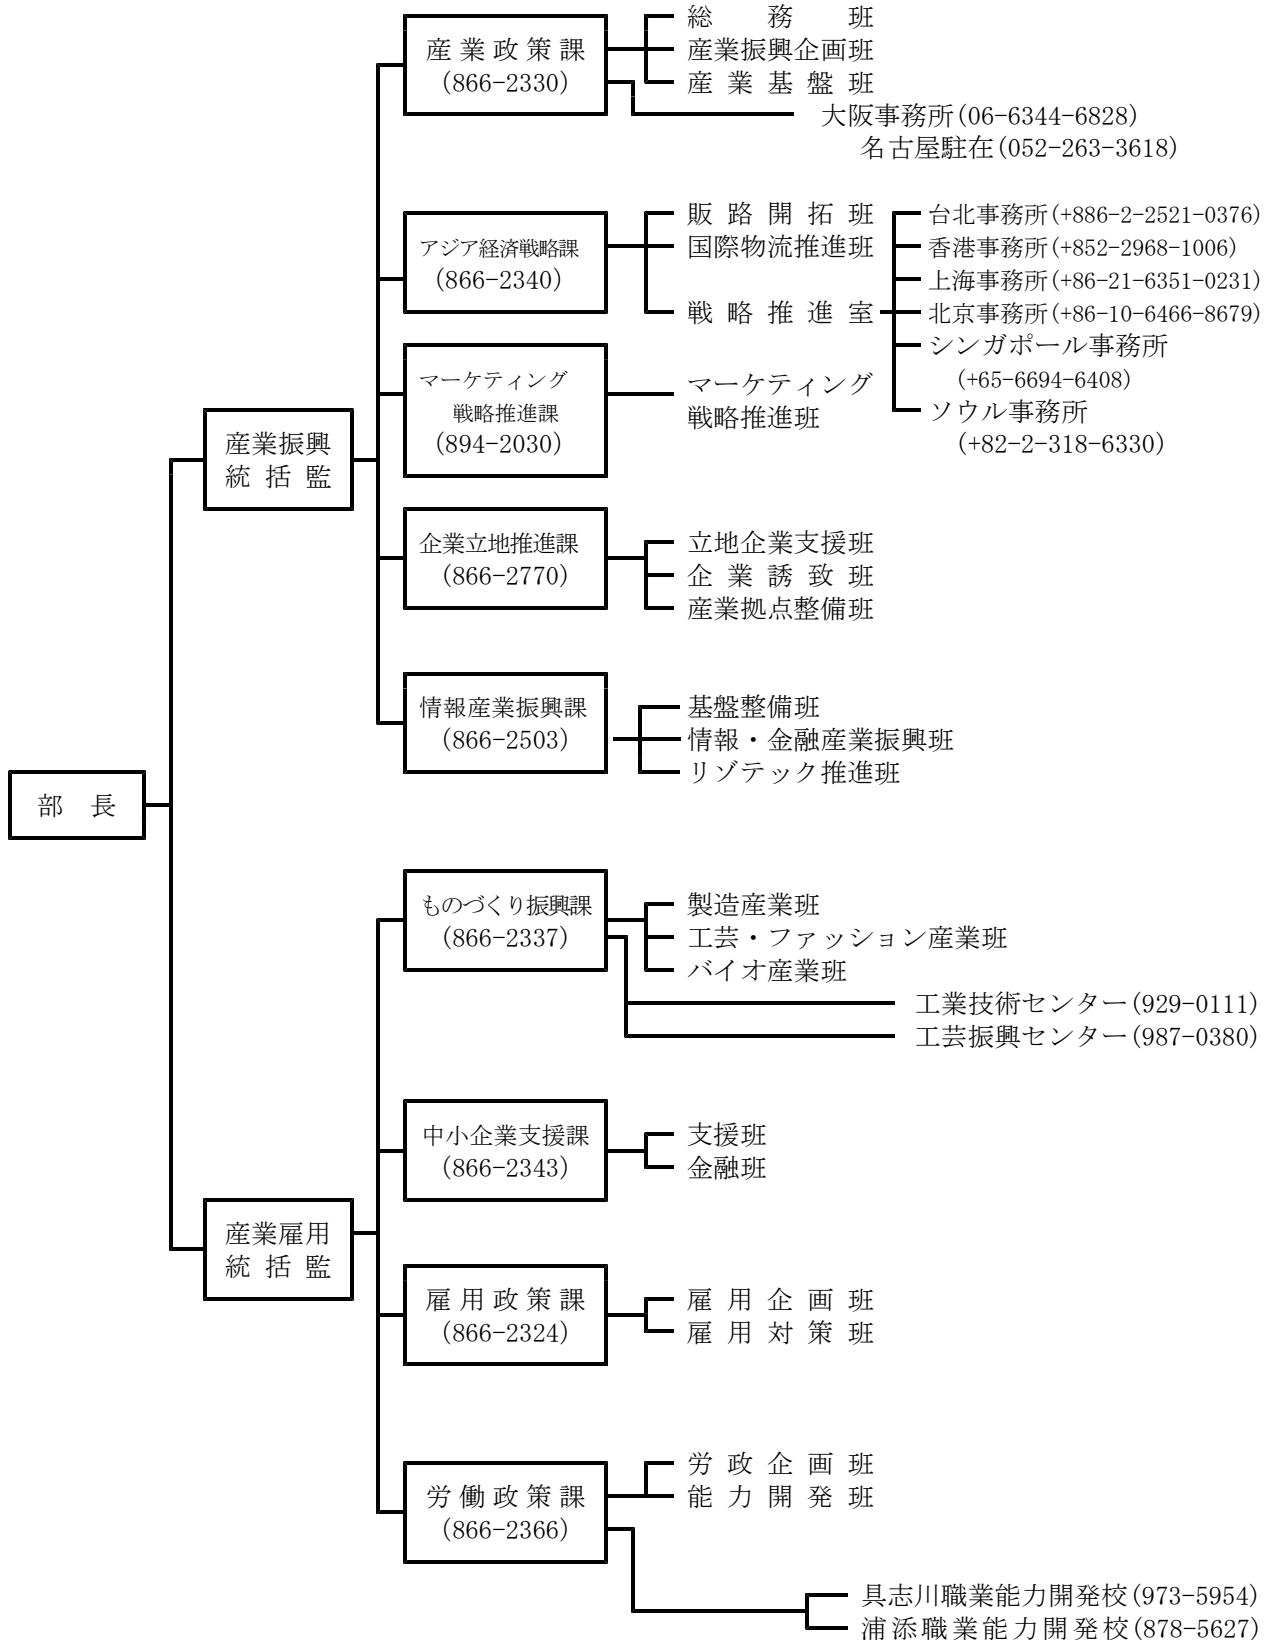 部　長
産業振興
統括監
産業政策課
(866-2330)
総務班
産業振興企画班
産業基盤班
大阪事務所(06-6344-6828)
名古屋駐在(052-263-3618)
アジア経済戦略課
(866-2340)
販路開拓班
国際物流推進班
戦略推進室
台北事務所(+886-2-2521-0376)
香港事務所(+852-2968-1006)
上海事務所(+86-21-6351-0231)
北京事務所(+86-10-6466-8679)
シンガポール事務所
(+65-6694-6408)
ソウル事務所
(+82-2-318-6330)
マーケティング
戦略推進課
(894-2030)
マーケティング
戦略推進班
企業立地推進課
(866-2770)
立地企業支援班
企業誘致班
産業拠点整備班
情報産業振興課
(866-2503)
基盤整備班
情報・金融産業振興班
リゾテック推進班
産業雇用
統括監
ものづくり振興課
(866-2337)
製造産業班
工芸・ファッション産業班
バイオ産業班
工業技術センター(929-0111)
工芸振興センター(987-0380)
中小企業支援課
(866-2343)
支援班
金融班
雇用政策課
(866-2324)
雇用企画班
雇用対策班
労働政策課
(866-2366)
労政企画班
能力開発班
具志川職業能力開発校(973-5954)
浦添職業能力開発校(878-5627)